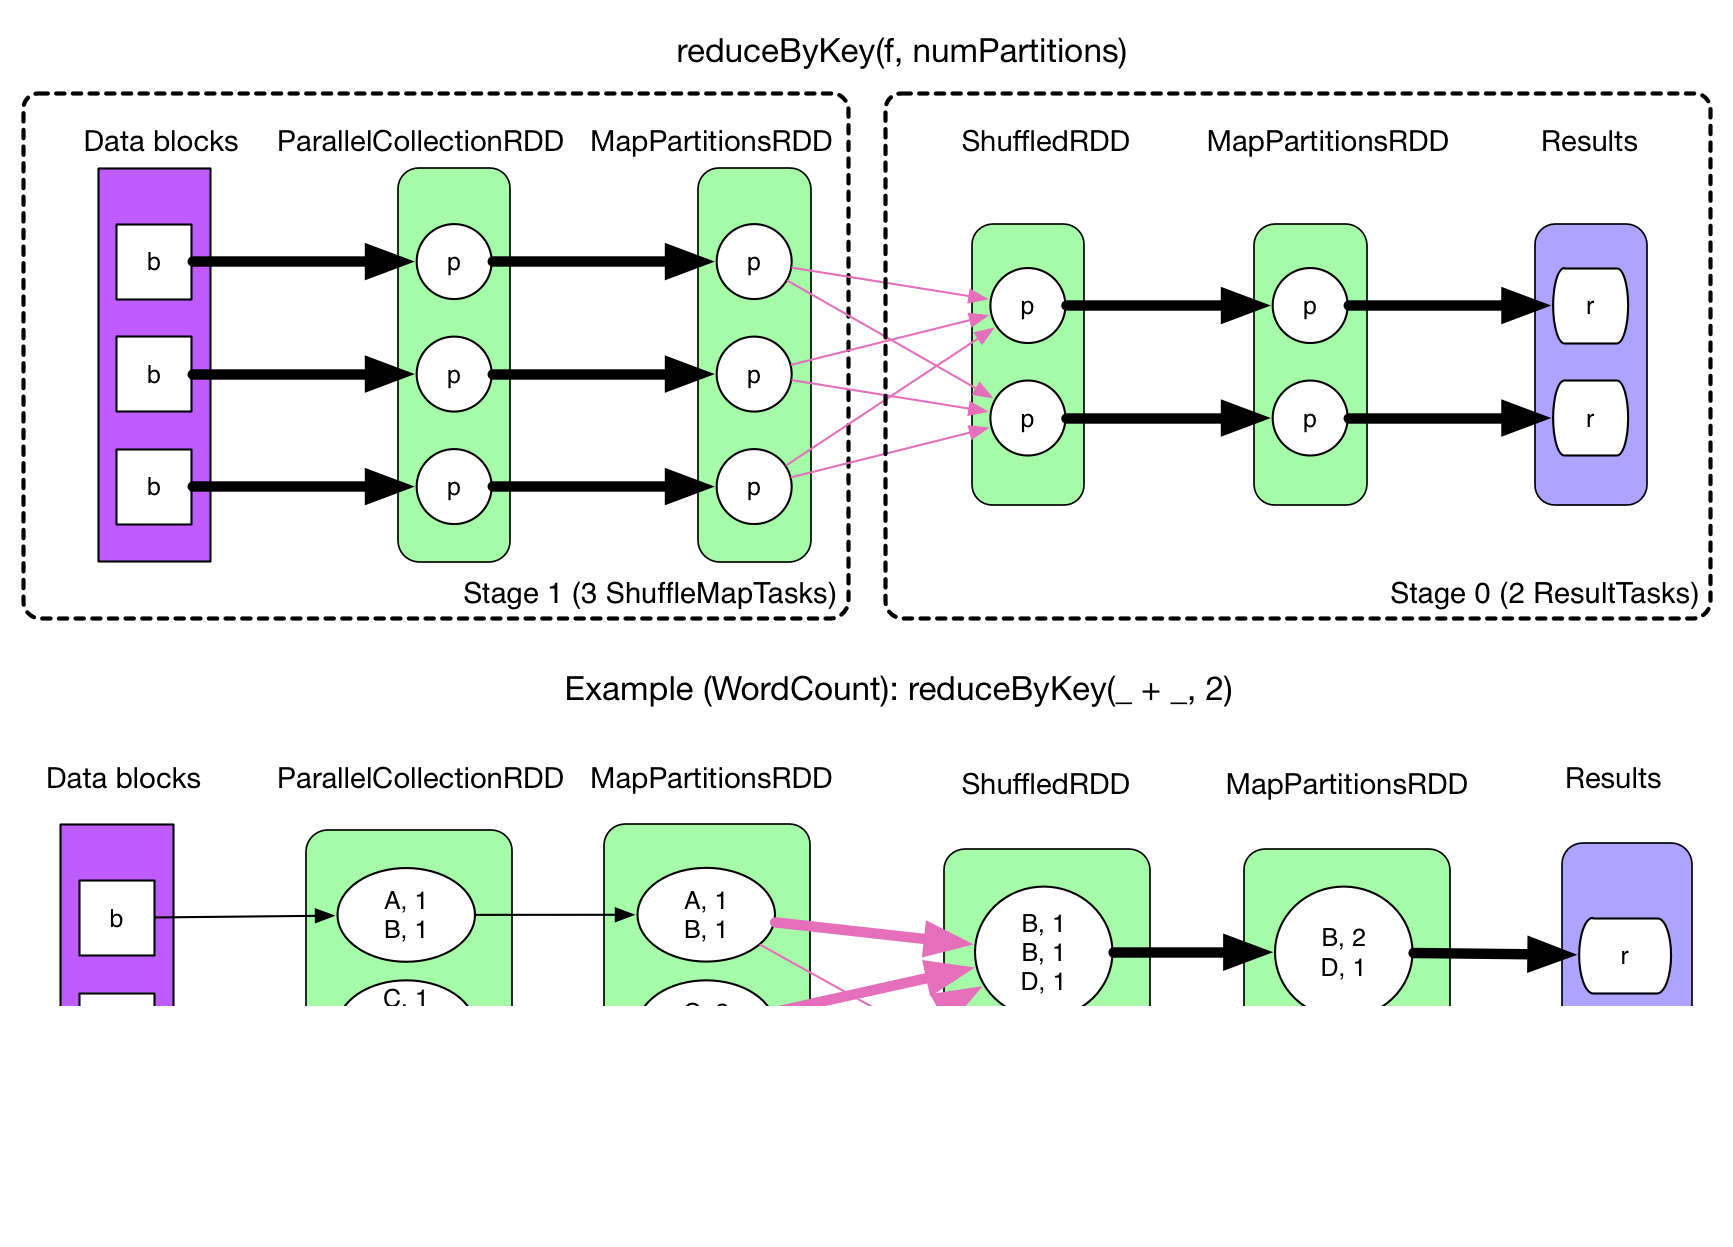 reduceByKey(f, numPartitions)
Data blocks ParallelCollectionRDD MapPartitionsRDD ShuffledRDD MapPartitionsRDD Results
b p p
p p r
b p p
p p r
b p p
Stage 1 (3 ShuffleMapTasks) Stage 0 (2 ResultTasks)
Example (WordCount): reduceByKey(_ + _, 2)
Data blocks ParallelCollectionRDD MapPartitionsRDD ShuffledRDD MapPartitionsRDD Results
b
A, 1
B, 1
A, 1
B, 1
B, 1
B, 1
D, 1
B, 2
D, 1
r
C, 1